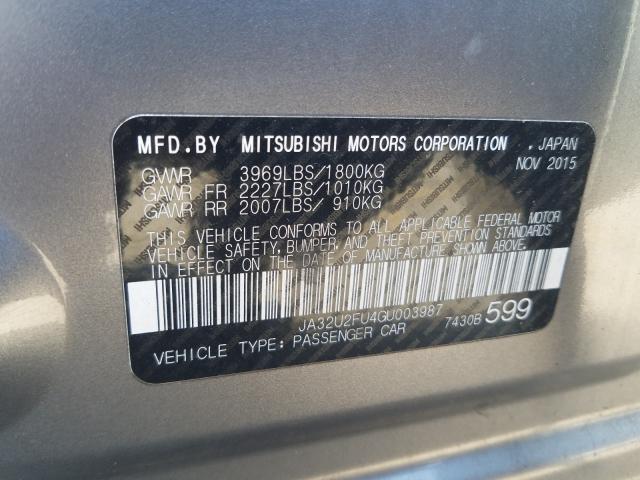 MFD.BY MITSUBISHI MOTORS CORPORATION , JAPAN
NOV 2015
GVWR 3969LBS/1800KG
GAWR FR 2227LBS/1010KG
GAWR RR 2007LBS/ 910KG
THIS VEHICLE CONFORMS TO ALL APPLICABLE FEDERAL MOTOR
VEHICLE SAFETY, BUMPER, AND THEFT PREVENTION STANDARDS
IN EFFECT ON THE DATE OF MANUFACTURE SHOWN ABOVE.
JA32U2FU4GU003987
7430B 599
VEHICLE TYPE: PASSENGER CAR